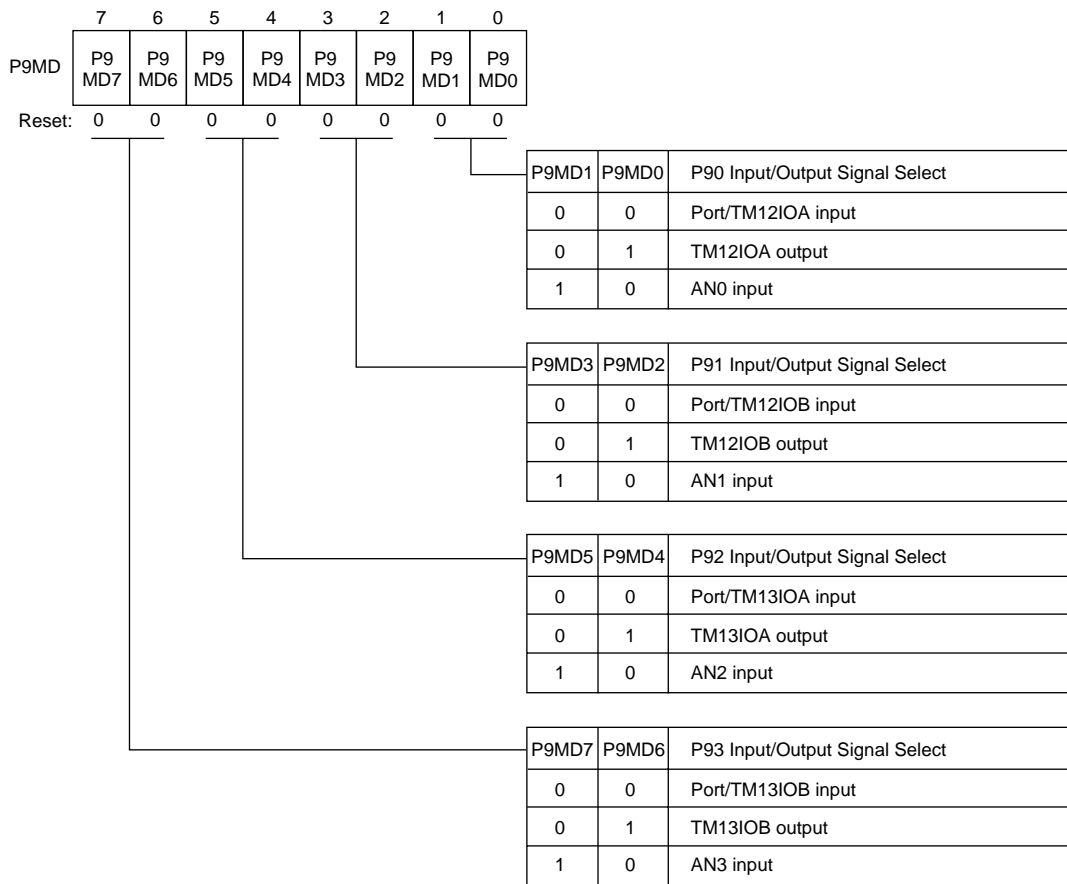 7 6 5 4 3 2 1 0
P9MD P9 MD7 P9 MD6 P9 MD5 P9 MD4 P9 MD3 P9 MD2 P9 MD1 P9 MD0
Reset: 0 0 0 0 0 0 0 0
P9MD1 P9MD0 P90 Input/Output Signal Select
0 0 Port/TM12IOA input
0 1 TM12IOA output
1 0 AN0 input
P9MD3 P9MD2 P91 Input/Output Signal Select
0 0 Port/TM12IOB input
0 1 TM12IOB output
1 0 AN1 input
P9MD5 P9MD4 P92 Input/Output Signal Select
0 0 Port/TM13IOA input
0 1 TM13IOA output
1 0 AN2 input
P9MD7 P9MD6 P93 Input/Output Signal Select
0 0 Port/TM13IOB input
0 1 TM13IOB output
1 0 AN3 input